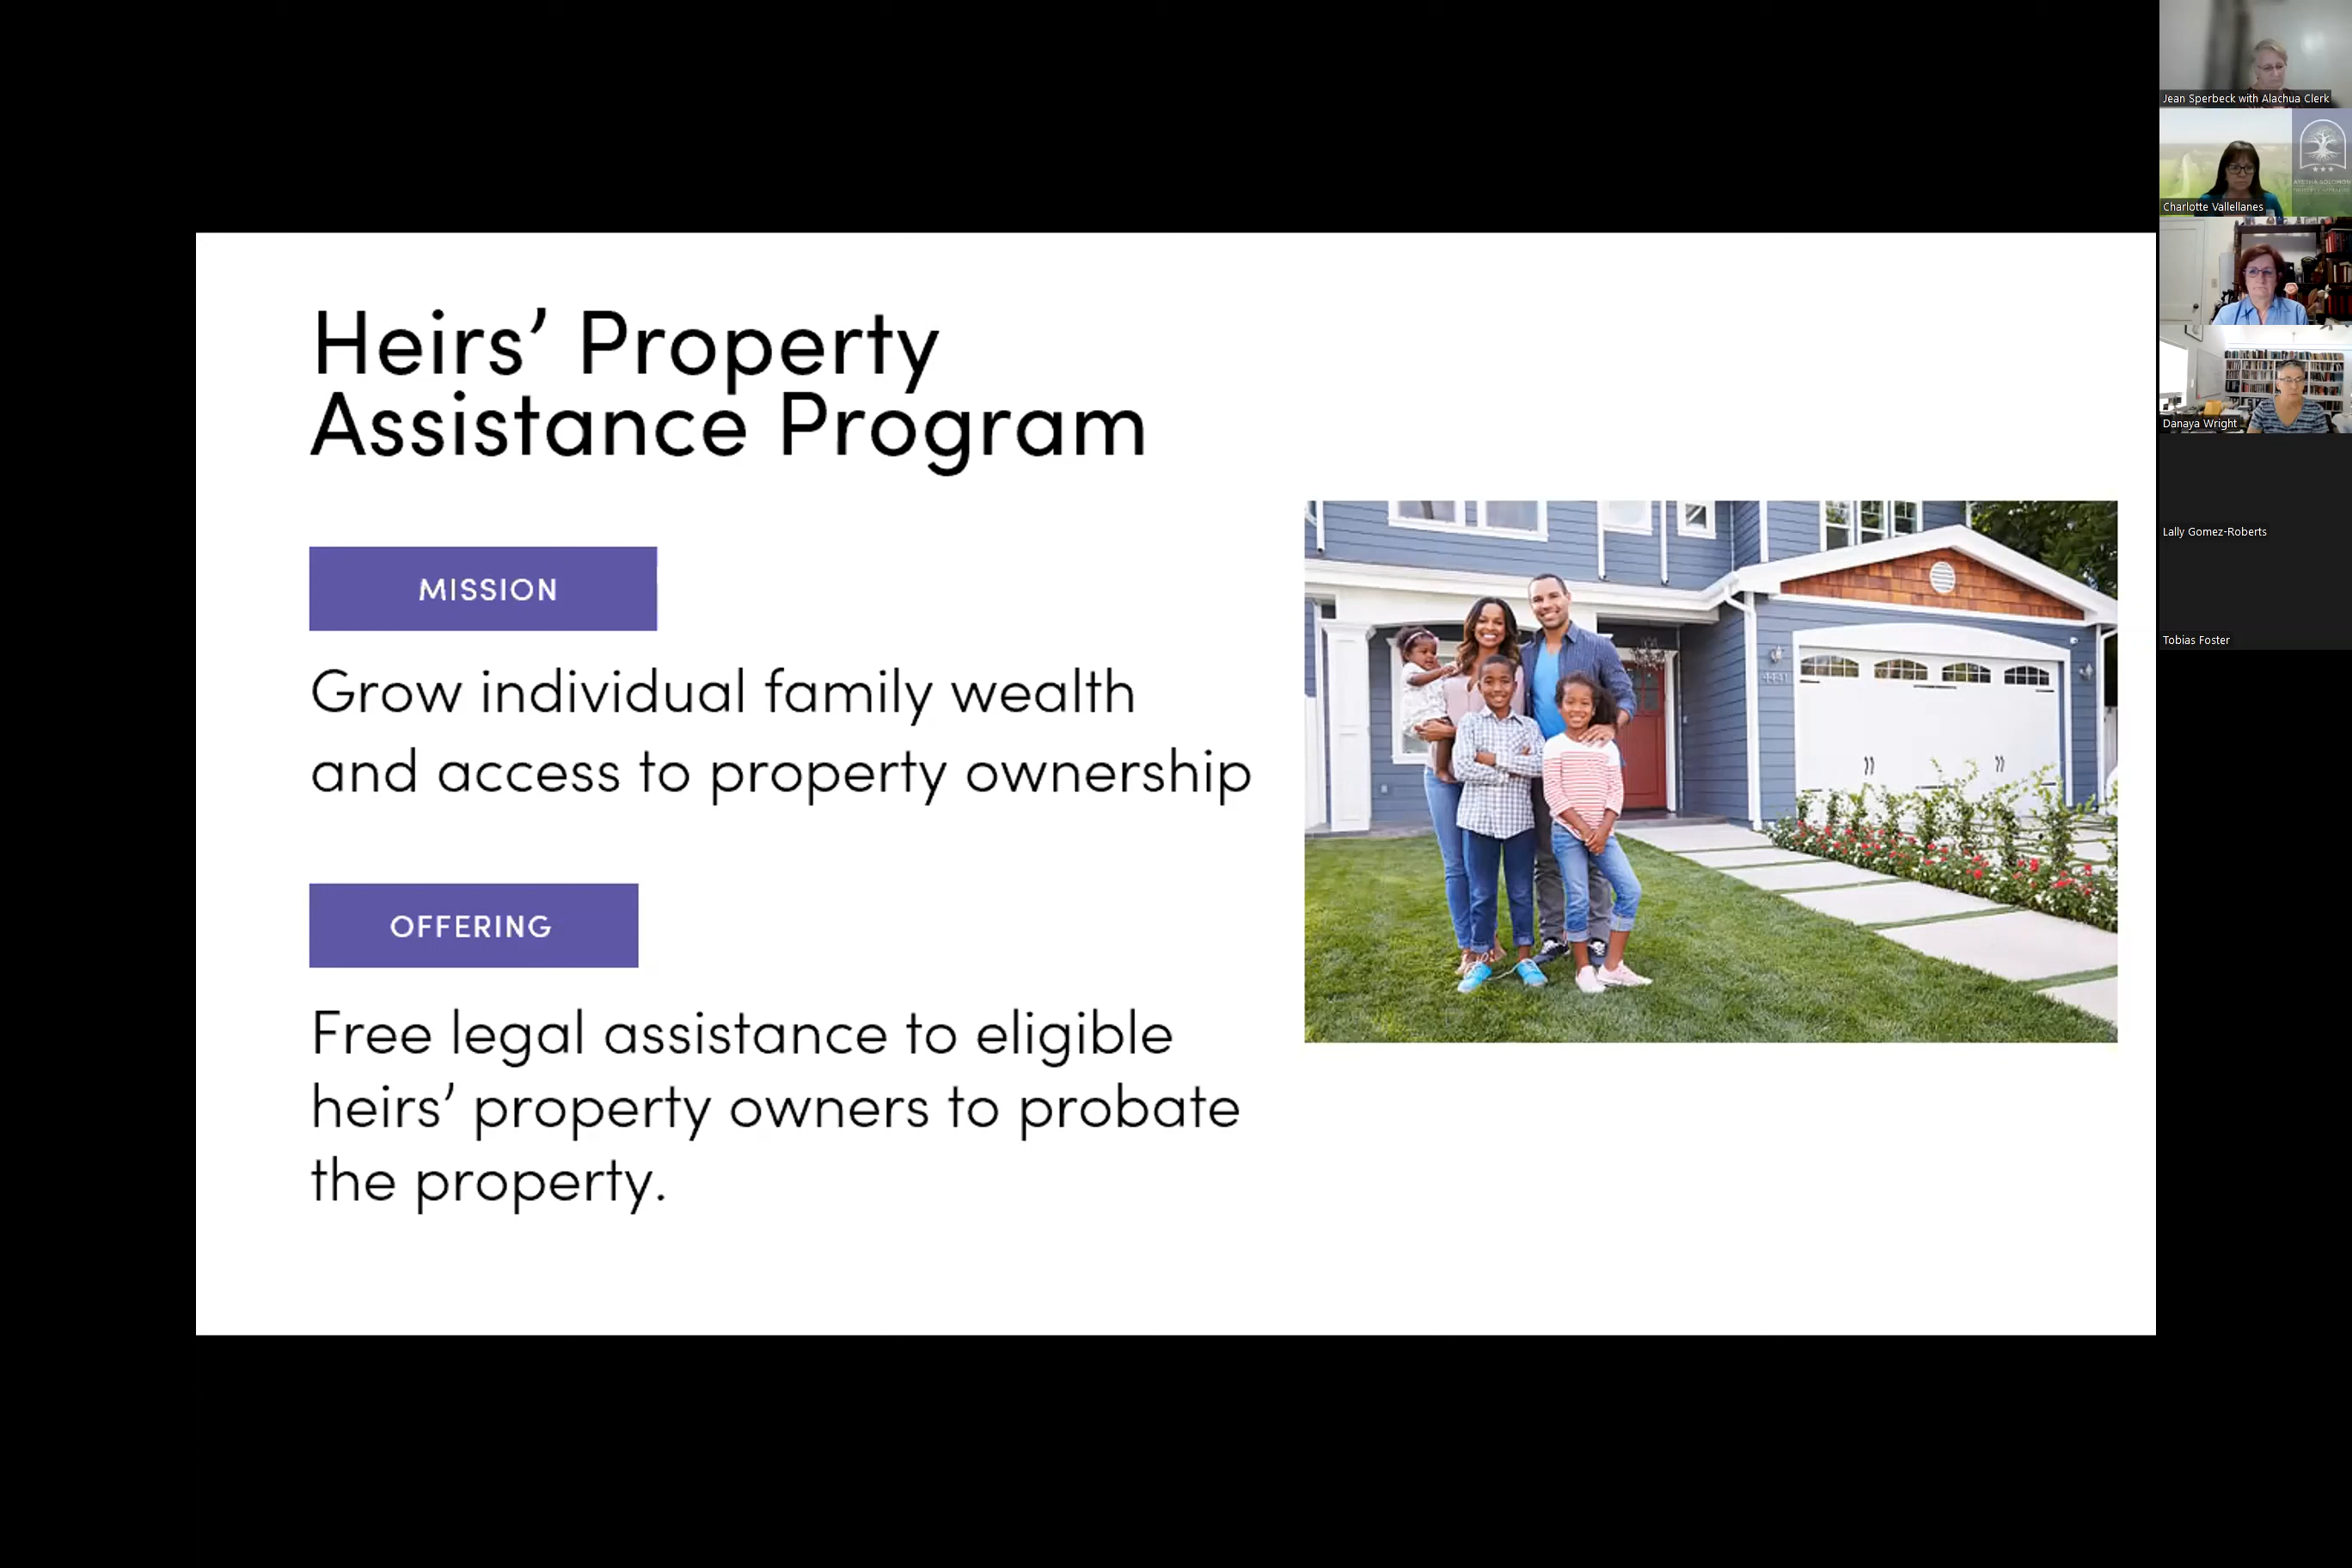 Heirs’ Property
Assistance Program
MISSION
Grow individual family wealth
and access to property ownership
OFFERING
Free legal assistance to eligible
heirs’ property owners to probate
the property.
Jean Sperbeck with Alachua Clerk
Charlotte Vallellanes
Danaya Wright
Lally Gomez-Roberts
Tobias Foster